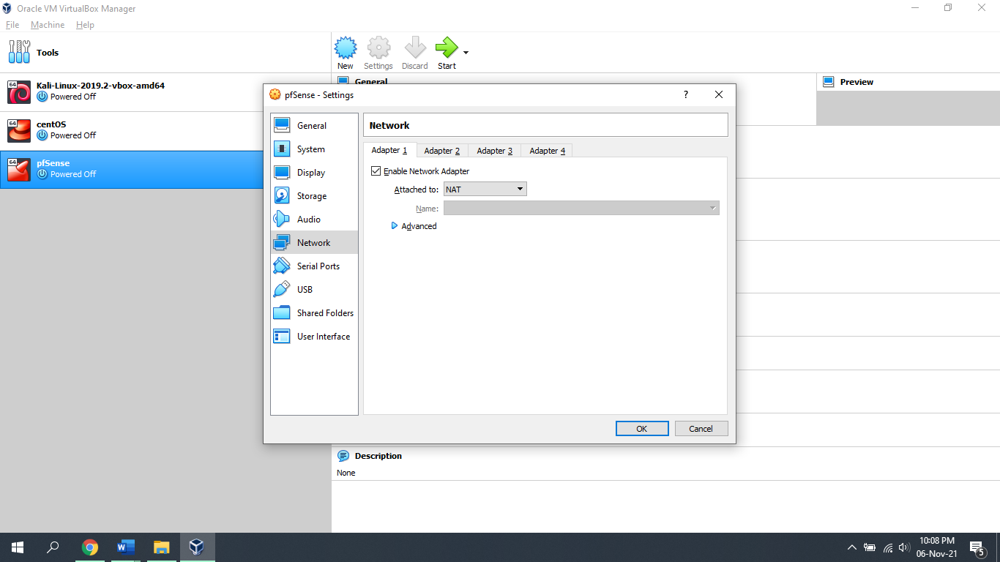 Oracle VM VirtualBox Manager
File Machine Help
Tools
New Settings Discard Start
64 Kali-Linux-2019.2-vbox-amd64
Powered Off
64 centOS
Powered Off
64 pfSense
Powered Off
General
Preview
pfSense - Settings ?
General
System
Display
Storage
Audio
Network
Serial Ports
USB
Shared Folders
User Interface
Network
Adapter 1 Adapter 2 Adapter 3 Adapter 4
Enable Network Adapter
Attached to: NAT
Name:
Advanced
OK Cancel
Description
None
W
10:08 PM
06-Nov-21
5